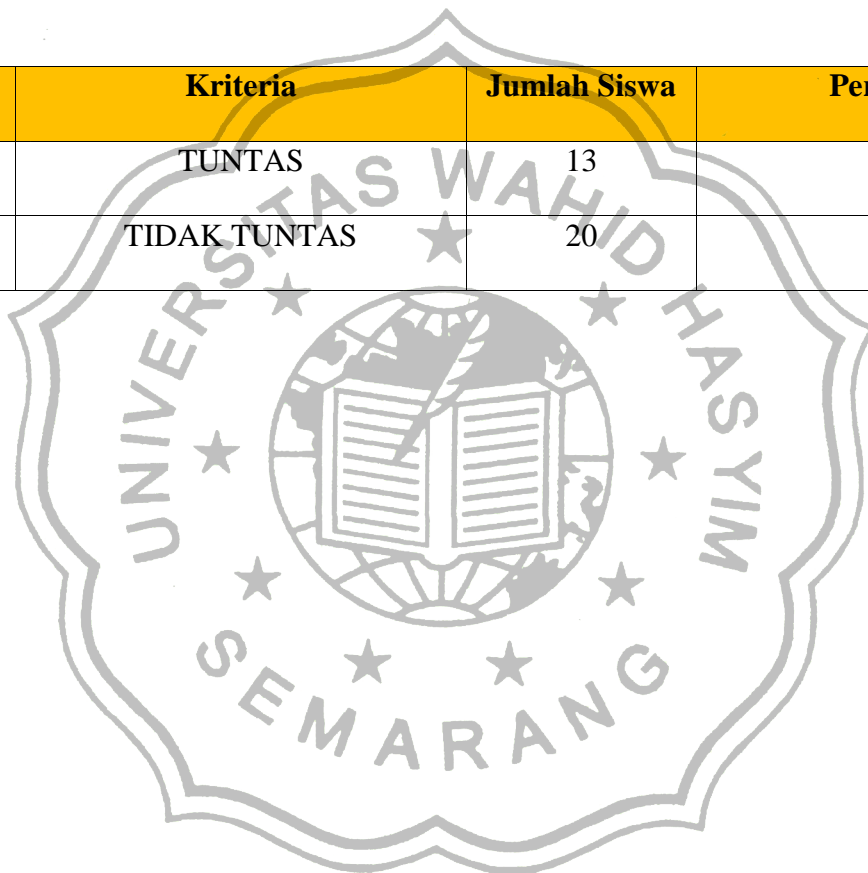 Kriteria Jumlah Siswa
TUNTAS 13
TIDAK TUNTAS 20
UNIVERSITAS WAHID HASYIM
SEMARANG